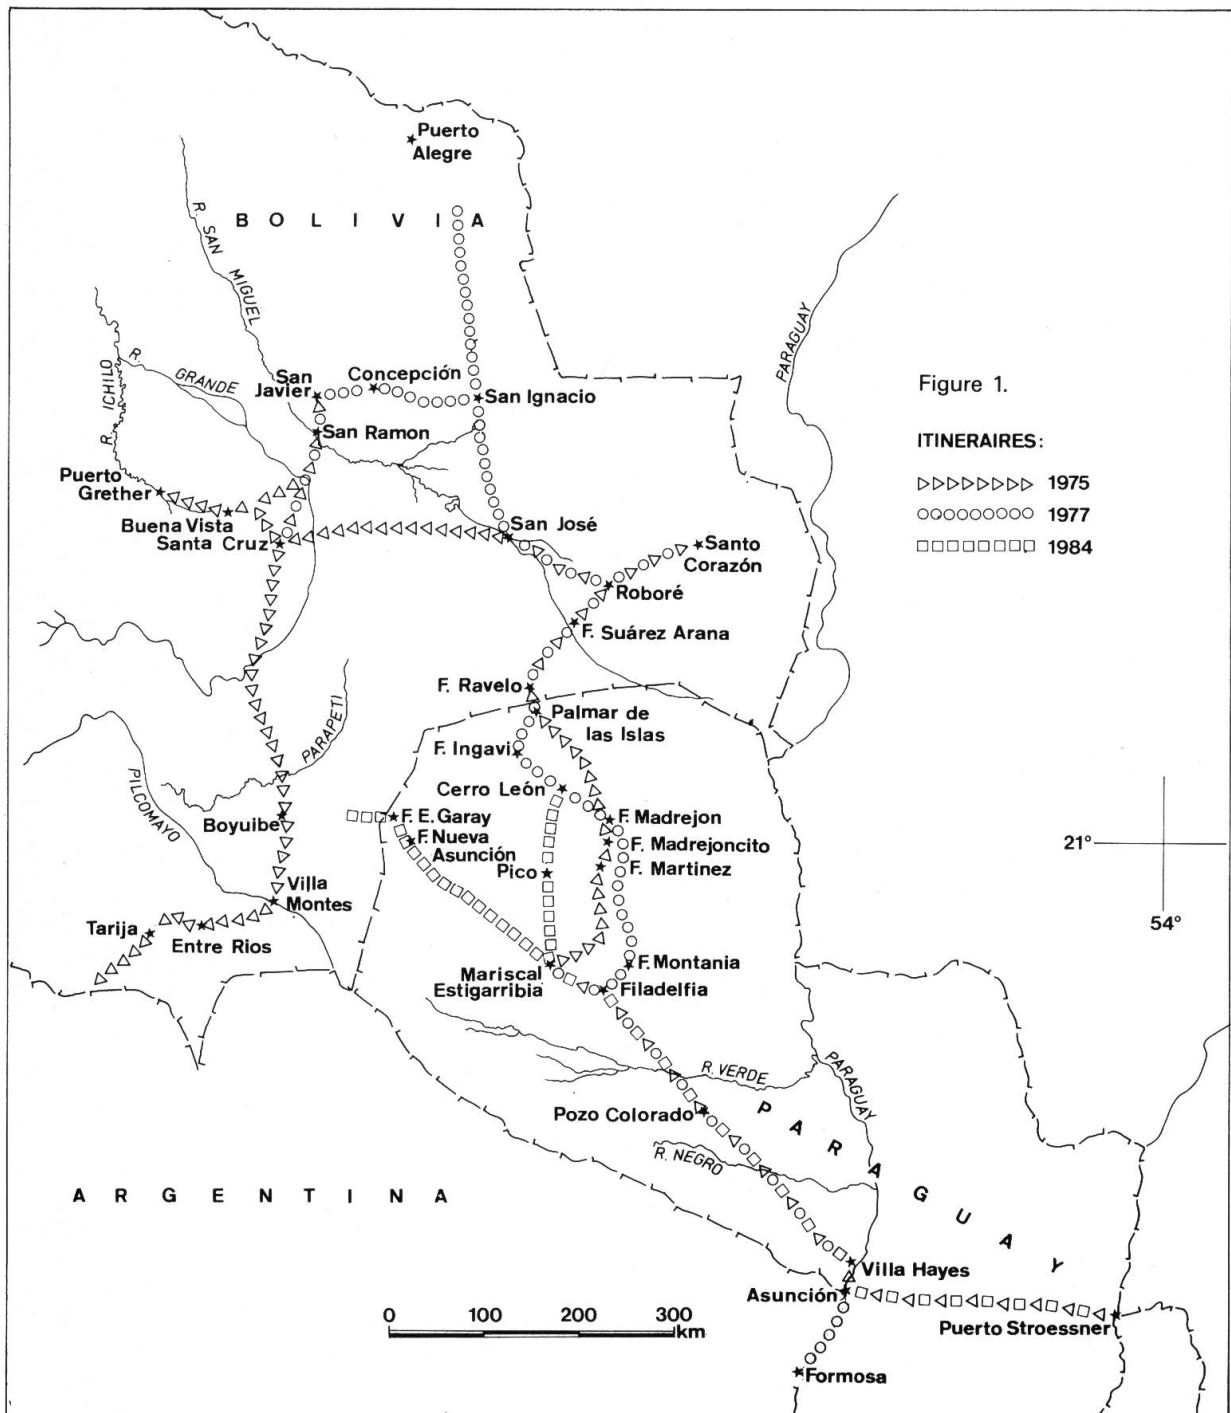 Puerto
Alegre
BOLIVIA
R. SAN MIGUEL
PARAGUAY
R. ICHILO
R. GRANDE
San
Javier
Concepción
San Ignacio
San Ramon
Figure 1.
ITINERAIRES:
1975
1977
1984
Puerto
Grether
Buena Vista
Santa Cruz
San José
Santo
Corazón
Roboré
F. Suárez Arana
F. Ravelo
Palmar de
las Islas
PARAPETI
F. Ingavi
PILCOMAYO
Cerro León
Boyuibe
F. E. Garay
F. Nueva
Asunción
F. Madrejon
F. Madrejoncito
Pico
F. Martinez
21°
54°
Villa
Montes
Tarija
Entre Rios
Mariscal
Estigarribia
F. Montania
Filadelfia
R. VERDE
PARAGUAY
Pozo Colorado
PARAGUAY
R. NEGRO
ARGENTINA
Villa Hayes
Asunción
Puerto Stroessner
0 100 200 300
km
Formosa